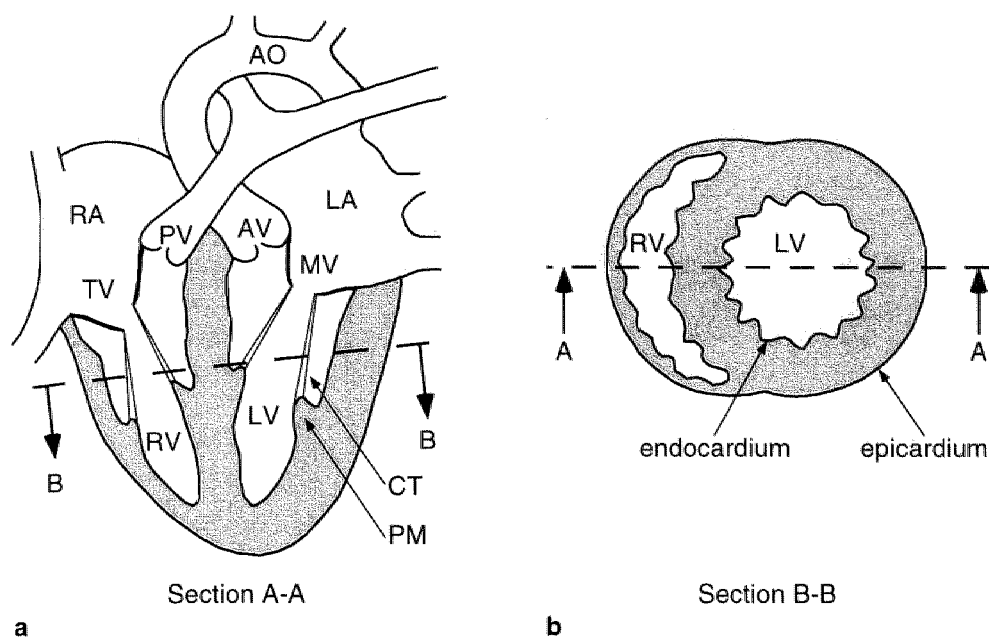 AO
RA
LA
PV
AV
MV
TV
RV
LV
B
B
CT
PM
Section A-A
a
RV
LV
A
A
endocardium
epicardium
Section B-B
b